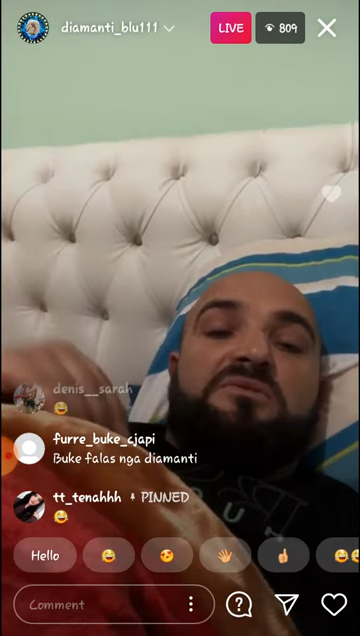 diamanti_blu111
LIVE
809
denis__sarah
😂
furre_buke_cjapi
Buke falas nga diamanti
tt_tenahhh PINNED
😂
Hello
Comment